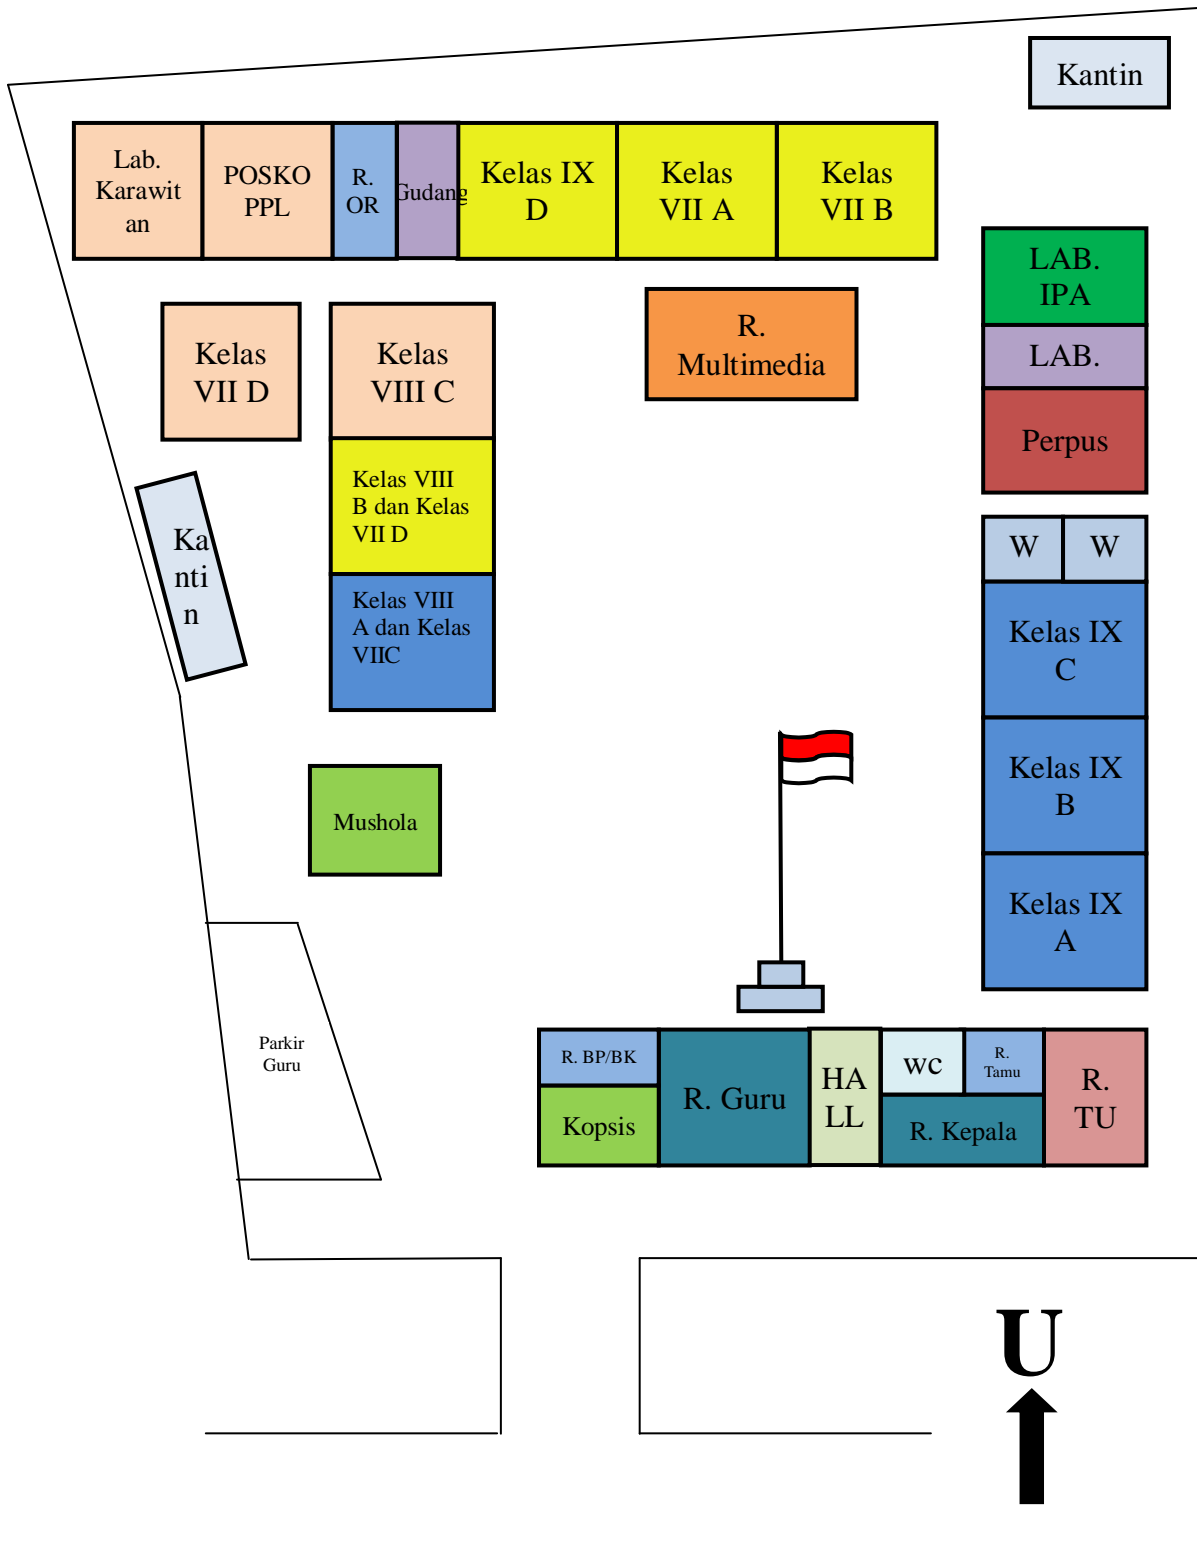 Kantin
Lab.
Karawit
an
POSKO
PPL
R.
OR
Gudang
Kelas IX
D
Kelas
VII A
Kelas
VII B
LAB.
IPA
LAB.
Perpus
Kelas
VII D
Kelas
VIII C
R.
Multimedia
Kelas VIII
B dan Kelas
VII D
Ka
nti
n
Kelas VIII
A dan Kelas
VIIC
W
W
Kelas IX
C
Kelas IX
B
Kelas IX
A
Mushola
Parkir
Guru
R. BP/BK
Kopsis
R. Guru
HA
LL
wc
R.
Tamu
R. Kepala
R.
TU
U